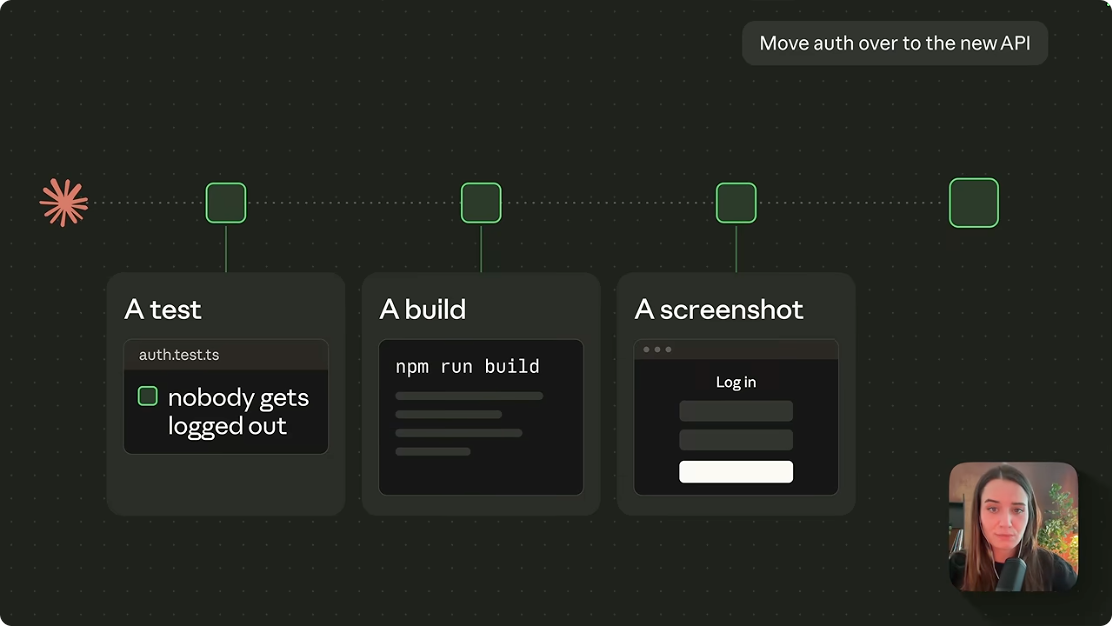 Move auth over to the new API
A test
auth.test.ts
nobody gets
logged out
A build
npm run build
A screenshot
Log in